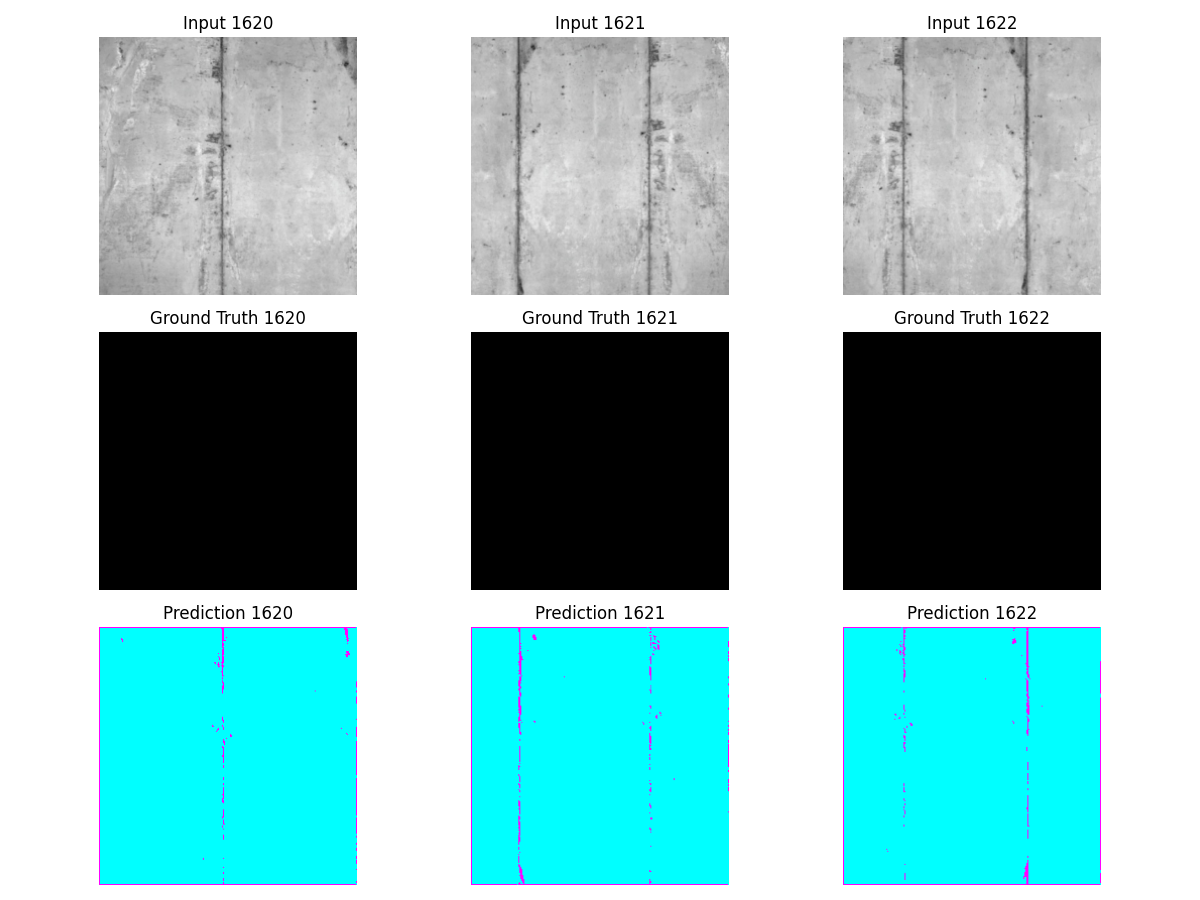 Input 1620
Input 1621
Input 1622
Ground Truth 1620
Ground Truth 1621
Ground Truth 1622
Prediction 1620
Prediction 1621
Prediction 1622